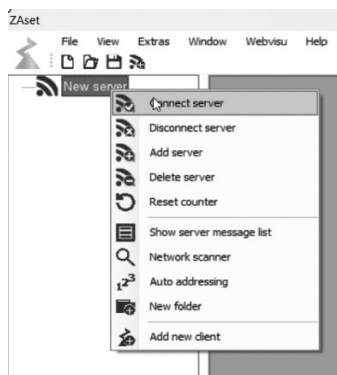 ZAset
File View Extras Window Webvisu Help
New server
Connect server
Disconnect server
Add server
Delete server
Reset counter
Show server message list
Network scanner
1²3 Auto addressing
New folder
Add new client